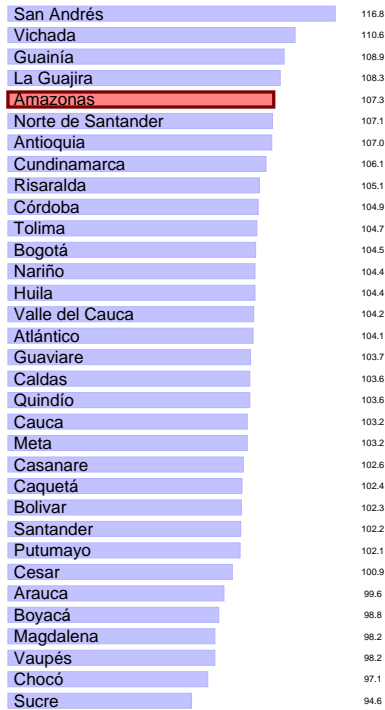 San Andrés 116.8
Vichada 110.6
Guainía 108.9
La Guajira 108.3
Amazonas 107.3
Norte de Santander 107.1
Antioquia 107.0
Cundinamarca 106.1
Risaralda 105.1
Córdoba 104.9
Tolima 104.7
Bogotá 104.5
Nariño 104.4
Huila 104.4
Valle del Cauca 104.2
Atlántico 104.1
Guaviare 103.7
Caldas 103.6
Quindío 103.6
Cauca 103.2
Meta 103.2
Casanare 102.6
Caquetá 102.4
Bolivar 102.3
Santander 102.2
Putumayo 102.1
Cesar 100.9
Arauca 99.6
Boyacá 98.8
Magdalena 98.2
Vaupés 98.2
Chocó 97.1
Sucre 94.6